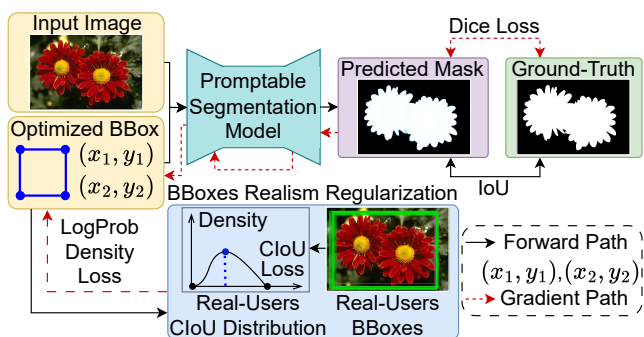 Input Image
Optimized BBox
(x₁, y₁)
(x₂, y₂)
Promptable
Segmentation
Model
Dice Loss
Predicted Mask
Ground-Truth
IoU
BBoxes Realism Regularization
LogProb
Density
Loss
Density
CIoU
Loss
Real-Users
CIoU Distribution
Real-Users
BBoxes
Forward Path
(x₁, y₁),(x₂, y₂)
Gradient Path